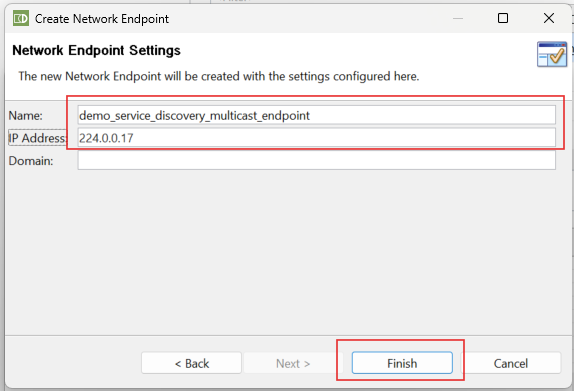 Create Network Endpoint
Network Endpoint Settings
The new Network Endpoint will be created with the settings configured here.
Name: demo_service_discovery_multicast_endpoint
IP Address: 224.0.0.17
Domain:
< Back Next > Finish Cancel